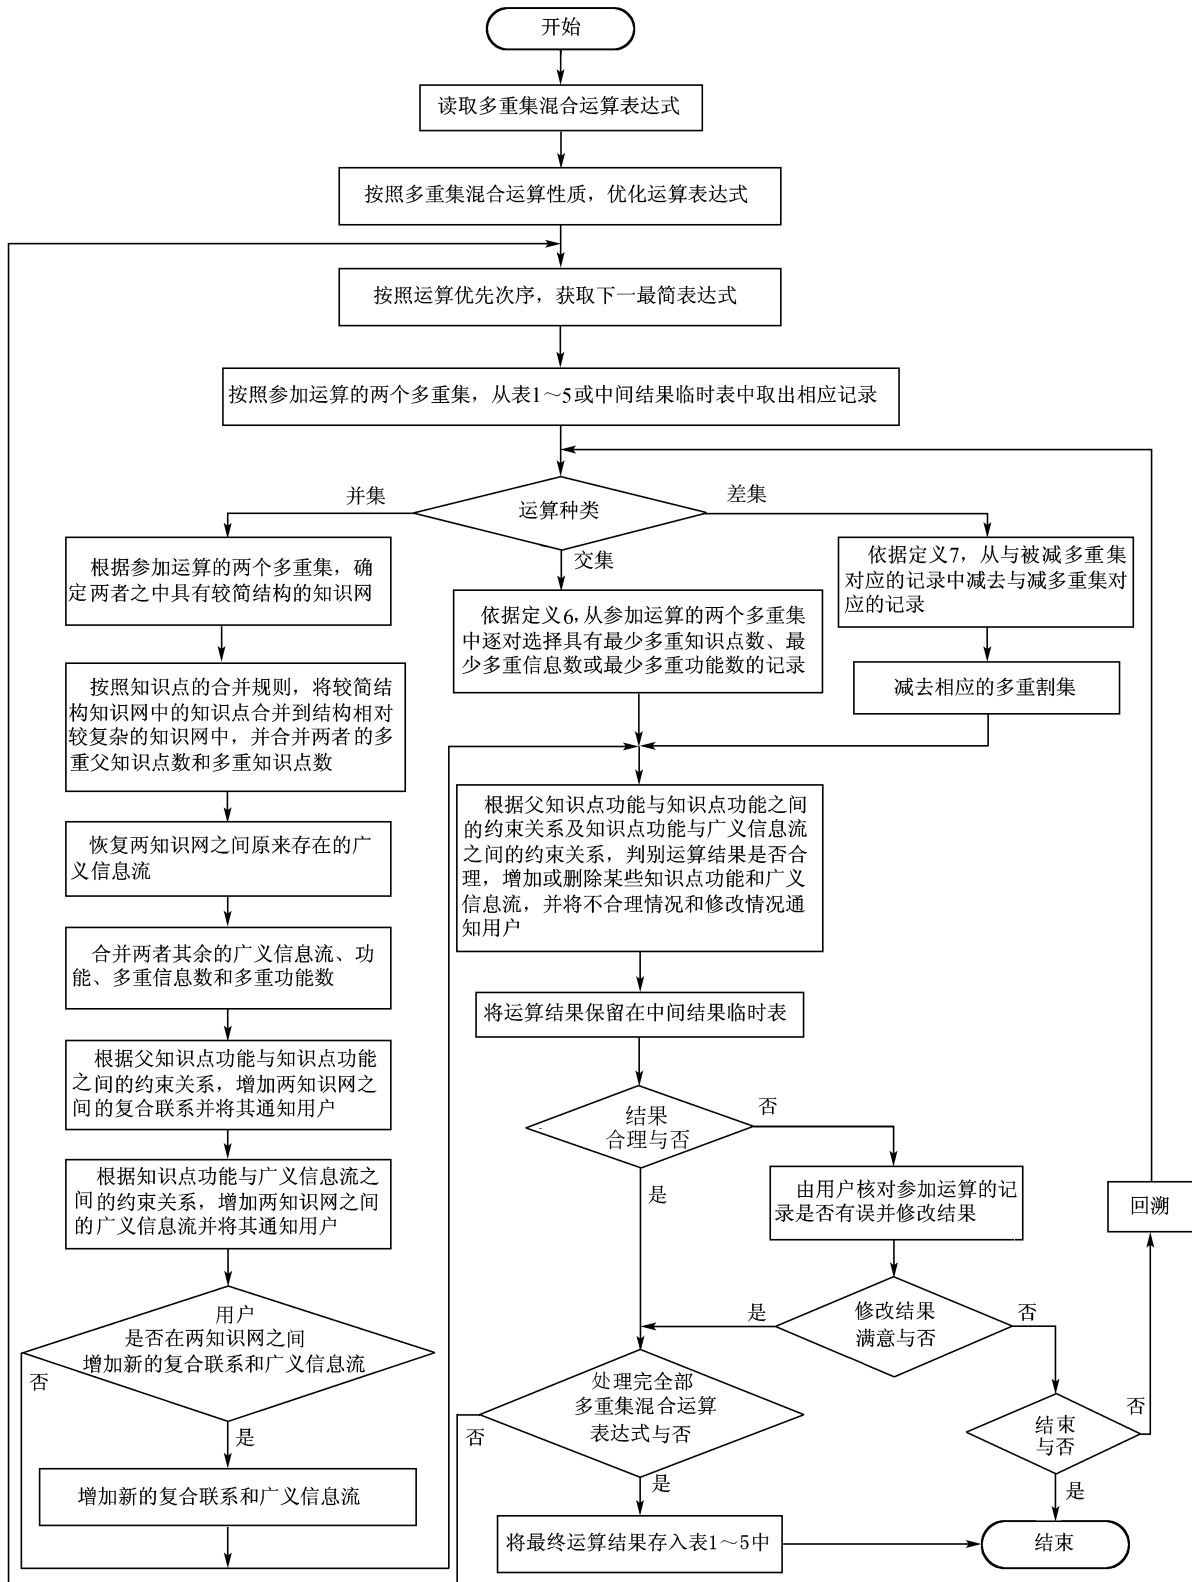 开始
读取多重集混合运算表达式
按照多重集混合运算性质，优化运算表达式
按照运算优先次序，获取下一最简表达式
按照参加运算的两个多重集，从表1～5或中间结果临时表中取出相应记录
运算种类
并集
差集
交集
根据参加运算的两个多重集，确
定两者之中具有较简结构的知识网
按照知识点的合并规则，将较简结
构知识网中的知识点合并到结构相对
较复杂的知识网中，并合并两者的多
重父知识点数和多重知识点数
恢复两知识网之间原来存在的广
义信息流
合并两者其余的广义信息流、功
能、多重信息数和多重功能数
根据父知识点功能与知识点功能
之间的约束关系，增加两知识网之
间的复合联系并将其通知用户
根据知识点功能与广义信息流之
间的约束关系，增加两知识网之间
的广义信息流并将其通知用户
用户
是否在两知识网之间
增加新的复合联系和广义信息流
否
是
增加新的复合联系和广义信息流
依据定义6，从参加运算的两个多重集
中逐对选择具有最少多重知识点数、最
少多重信息数或最少多重功能数的记录
依据定义7，从与被减多重集
对应的记录中减去与减多重集对
应的记录
减去相应的多重割集
根据父知识点功能与知识点功能之间
的约束关系及知识点功能与广义信息流
之间的约束关系，判别运算结果是否合
理，增加或删除某些知识点功能和广义
信息流，并将不合理情况和修改情况通
知用户
将运算结果保留在中间结果临时表
结果
合理与否
否
是
由用户核对参加运算的记
录是否有误并修改结果
回溯
修改结果
满意与否
是
否
处理完全部
多重集混合运算
表达式与否
否
是
结束
与否
否
是
将最终运算结果存入表1～5中
结束